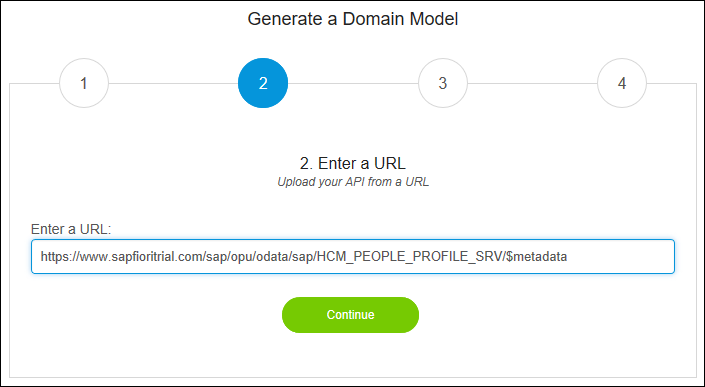 Generate a Domain Model
1
2
3
4
2. Enter a URL
Upload your API from a URL
Enter a URL:
https://www.sapfioritrial.com/sap/opu/odata/sap/HCM_PEOPLE_PROFILE_SRV/$metadata
Continue